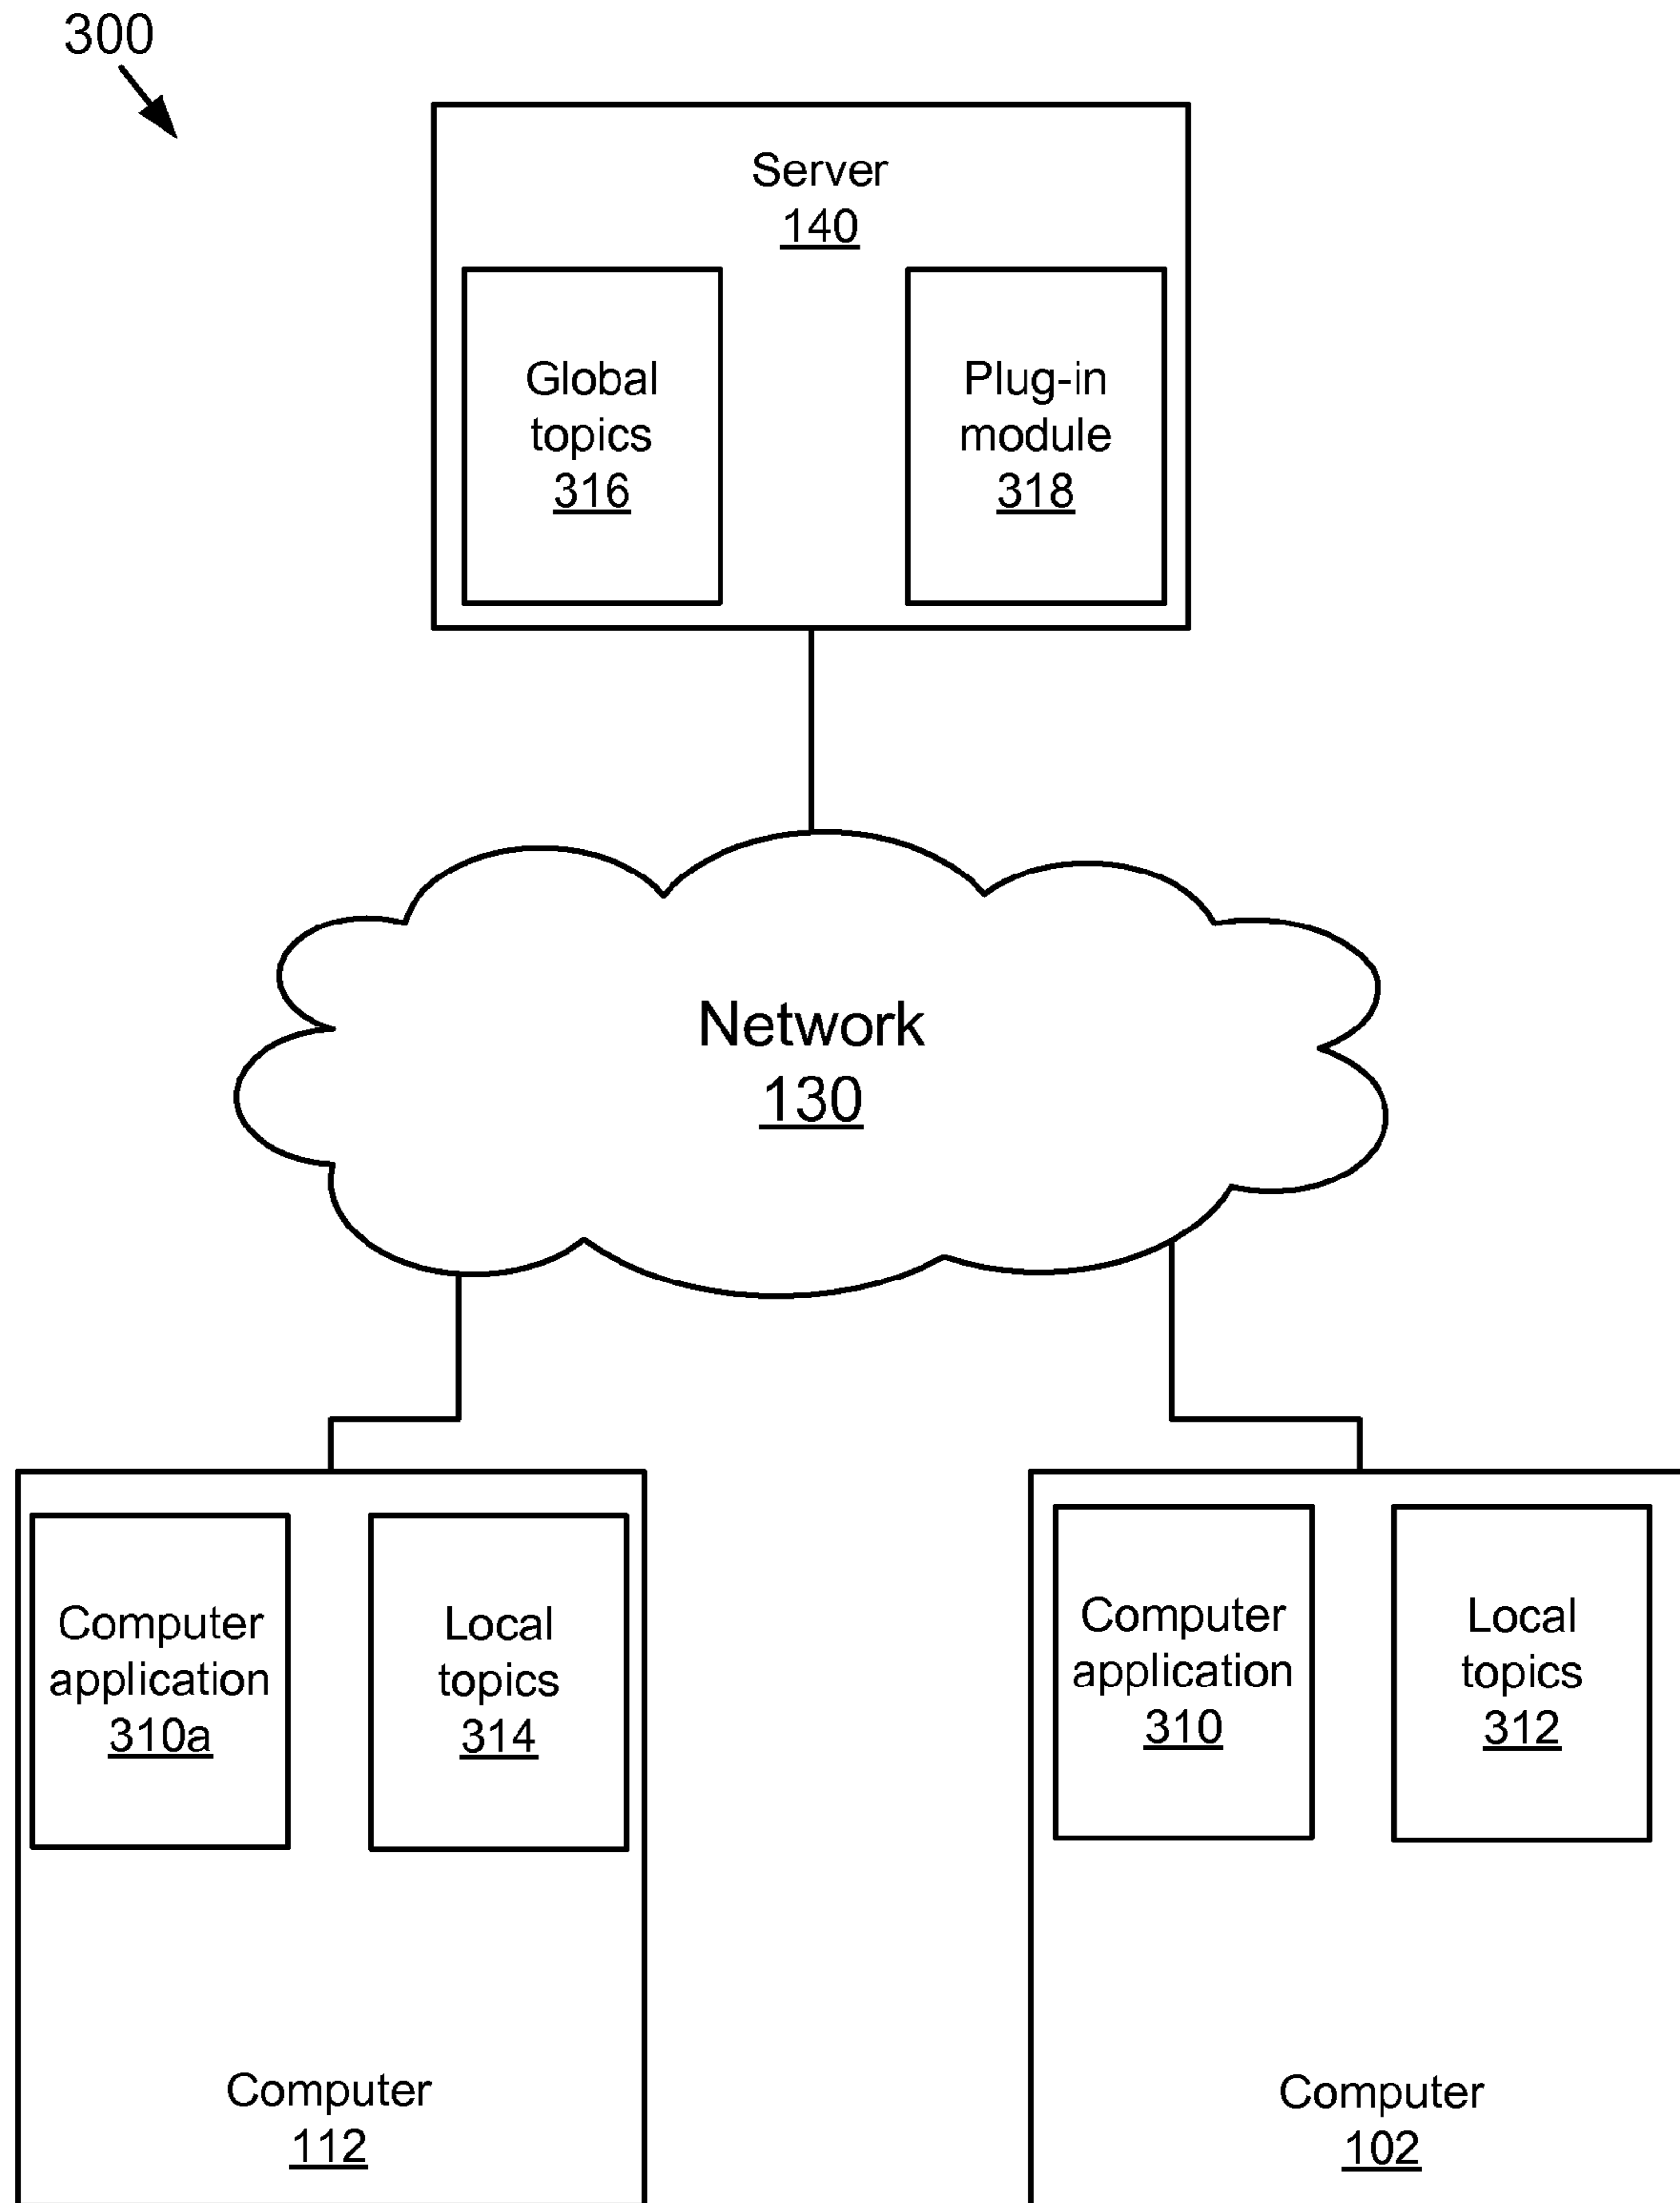 300
Server
140
Global
topics
316
Plug-in
module
318
Network
130
Computer
application
310a
Local
topics
314
Computer
112
Computer
application
310
Local
topics
312
Computer
102